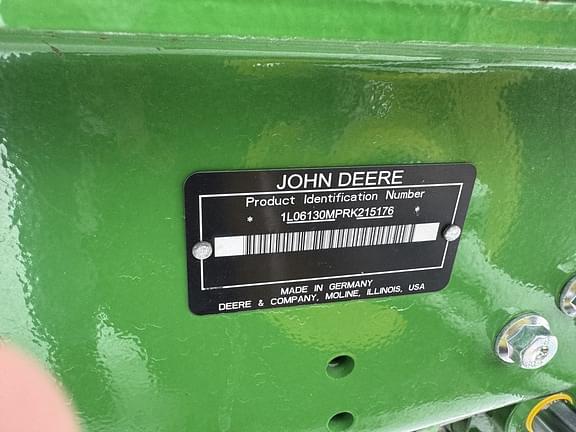 JOHN DEERE
Product Identification Number
* 1L06130MPRK215176 *
MADE IN GERMANY
DEERE & COMPANY, MOLINE, ILLINOIS, USA